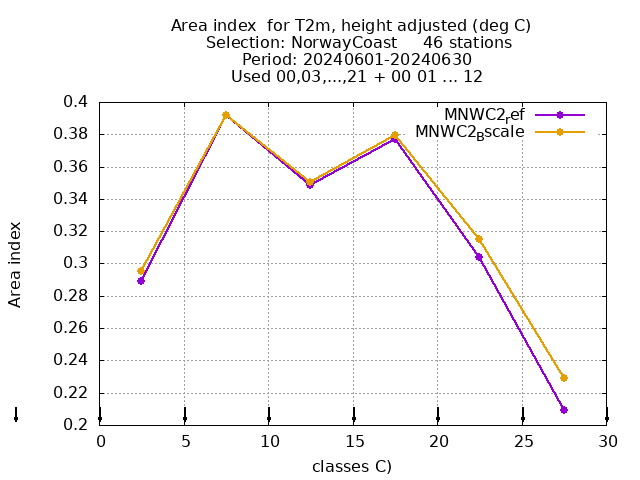 Area index  for T2m, height adjusted (deg C)
Selection: NorwayCoast     46 stations
Period: 20240601-20240630
Used 00,03,...,21 + 00 01 ... 12
MNWC2ref
MNWC2Bscale
0.4
0.38
0.36
0.34
0.32
0.3
0.28
0.26
0.24
0.22
0.2
Area index
0 5 10 15 20 25 30
classes C)